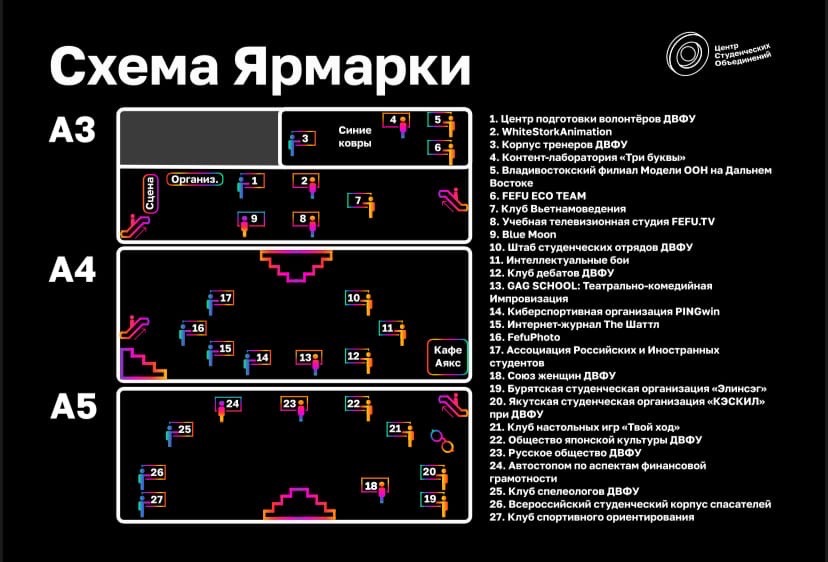 Схема Ярмарки
Центр
Студенческих
Объединений
А3
3
Синие
ковры
4
5
6
Сцена
Организ.
1
2
7
9
8
А4
17
10
16
11
15
14
13
12
Кафе
Аякс
А5
24
23
22
25
21
26
20
18
27
19
1. Центр подготовки волонтёров ДВФУ
2. WhiteStorkAnimation
3. Корпус тренеров ДВФУ
4. Контент-лаборатория «Три буквы»
5. Владивостокский филиал Модели ООН на Дальнем
Востоке
6. FEFU ECO TEAM
7. Клуб Вьетнамоведения
8. Учебная телевизионная студия FEFU.TV
9. Blue Moon
10. Штаб студенческих отрядов ДВФУ
11. Интеллектуальные бои
12. Клуб дебатов ДВФУ
13. GAG SCHOOL: Театрально-комедийная
Импровизация
14. Киберспортивная организация PINGwin
15. Интернет-журнал The Шаттл
16. FefuPhoto
17. Ассоциация Российских и Иностранных
студентов
18. Союз женщин ДВФУ
19. Бурятская студенческая организация «Элинсэг»
20. Якутская студенческая организация «КЭСКИЛ»
при ДВФУ
21. Клуб настольных игр «Твой ход»
22. Общество японской культуры ДВФУ
23. Русское общество ДВФУ
24. Автостопом по аспектам финансовой
грамотности
25. Клуб спелеологов ДВФУ
26. Всероссийский студенческий корпус спасателей
27. Клуб спортивного ориентирования